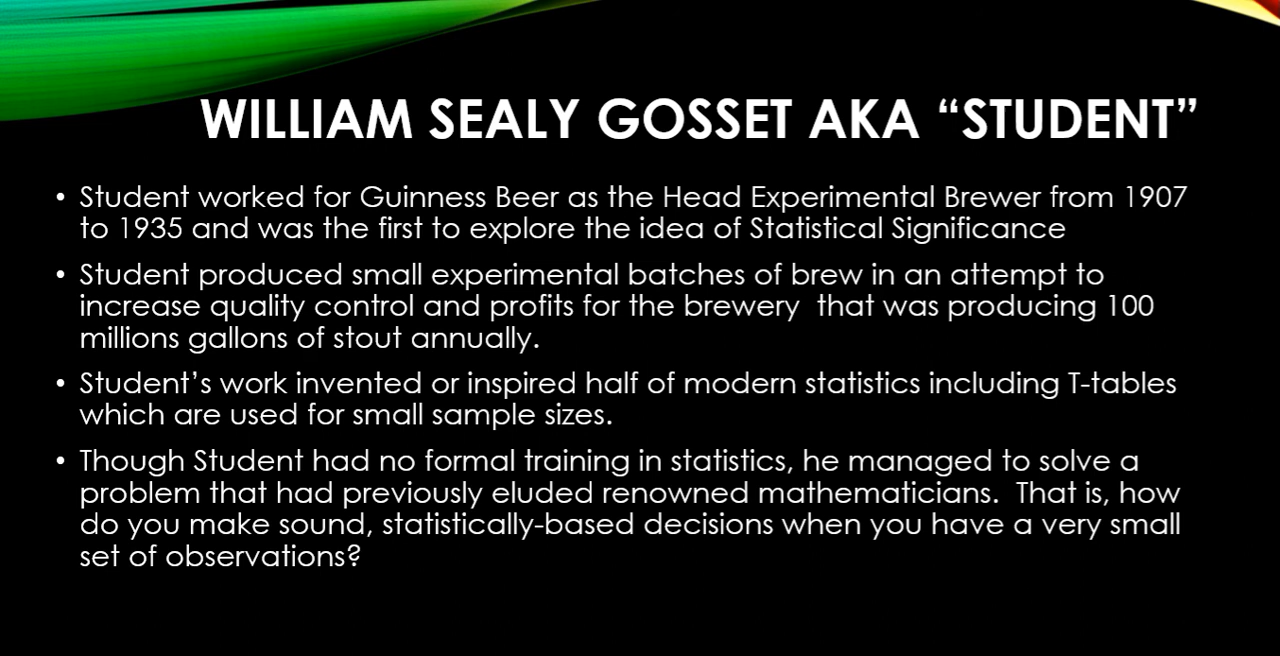 WILLIAM SEALY GOSSET AKA “STUDENT”
• Student worked for Guinness Beer as the Head Experimental Brewer from 1907
to 1935 and was the first to explore the idea of Statistical Significance
• Student produced small experimental batches of brew in an attempt to
increase quality control and profits for the brewery  that was producing 100
millions gallons of stout annually.
• Student’s work invented or inspired half of modern statistics including T-tables
which are used for small sample sizes.
• Though Student had no formal training in statistics, he managed to solve a
problem that had previously eluded renowned mathematicians.  That is, how
do you make sound, statistically-based decisions when you have a very small
set of observations?